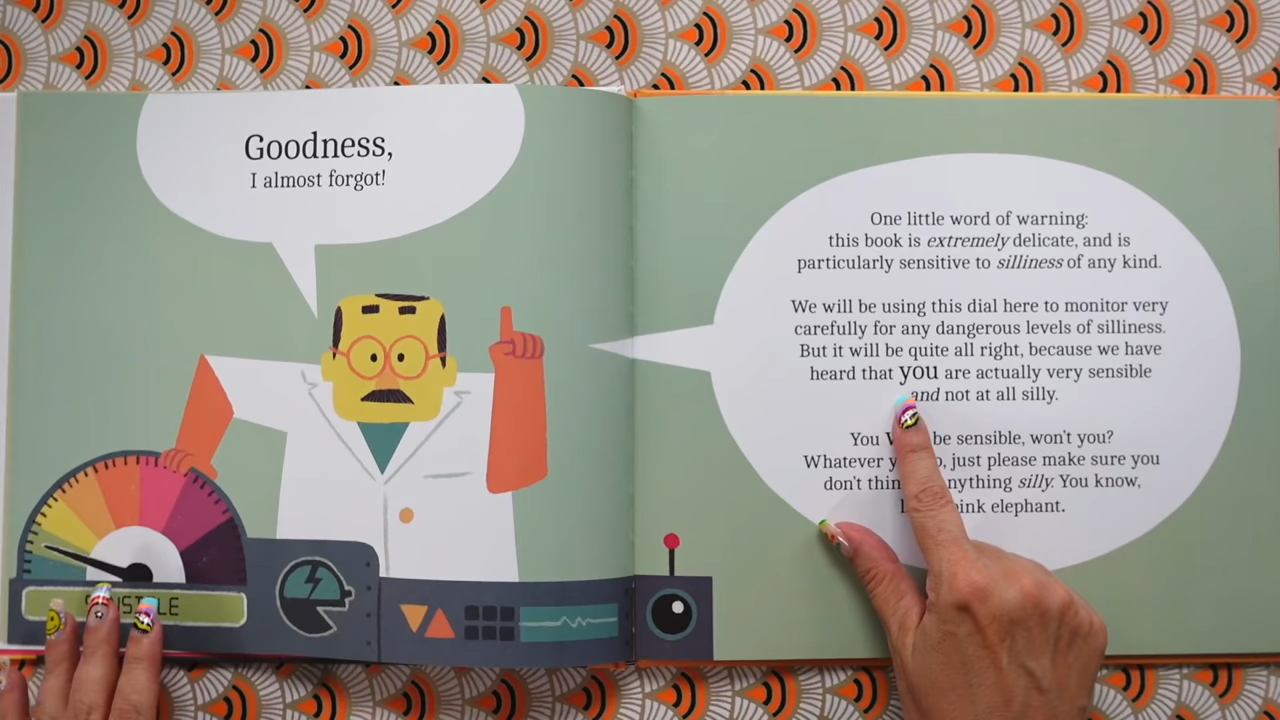 Goodness,
I almost forgot!
One little word of warning:
this book is extremely delicate, and is
particularly sensitive to silliness of any kind.
We will be using this dial here to monitor very
carefully for any dangerous levels of silliness.
But it will be quite all right, because we have
heard that you are actually very sensible
and not at all silly.
You be sensible, won't you?
Whatever just please make sure you
don't silly. You know,
pink elephant.